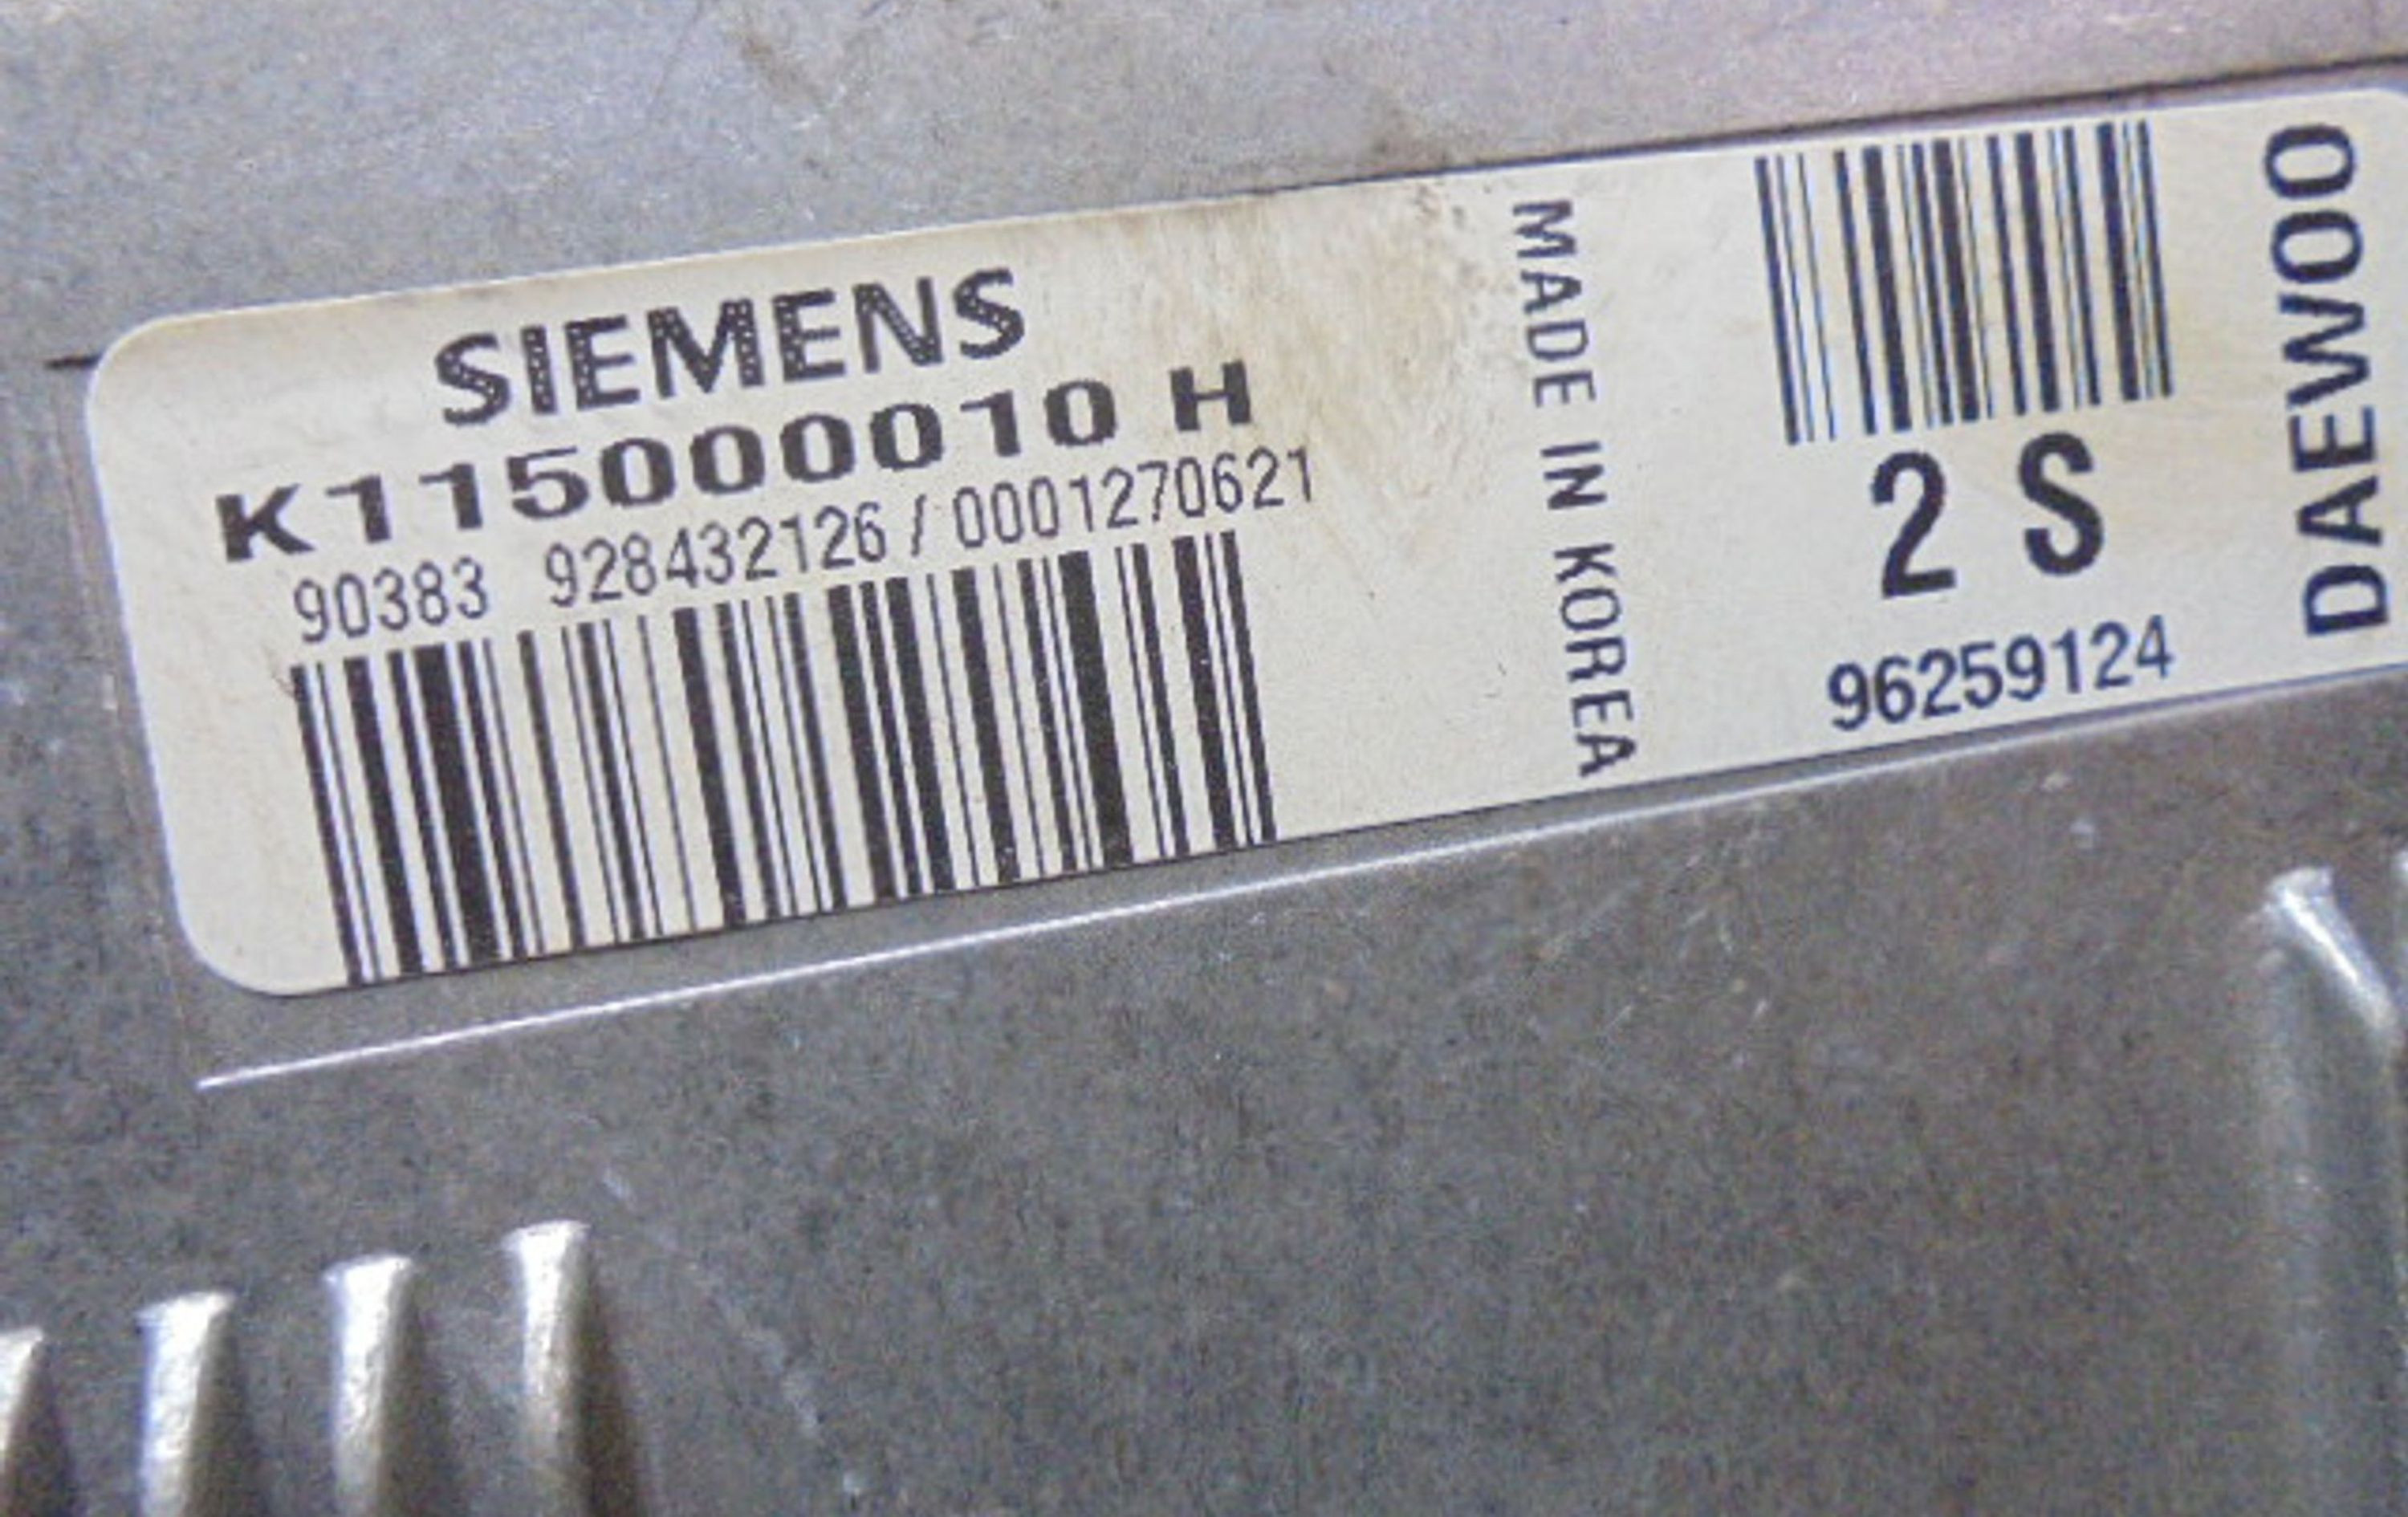 SIEMENS
K115000010 H
90383 928432126 / 0001270621
MADE IN KOREA
2 S
96259124
DAEWOO